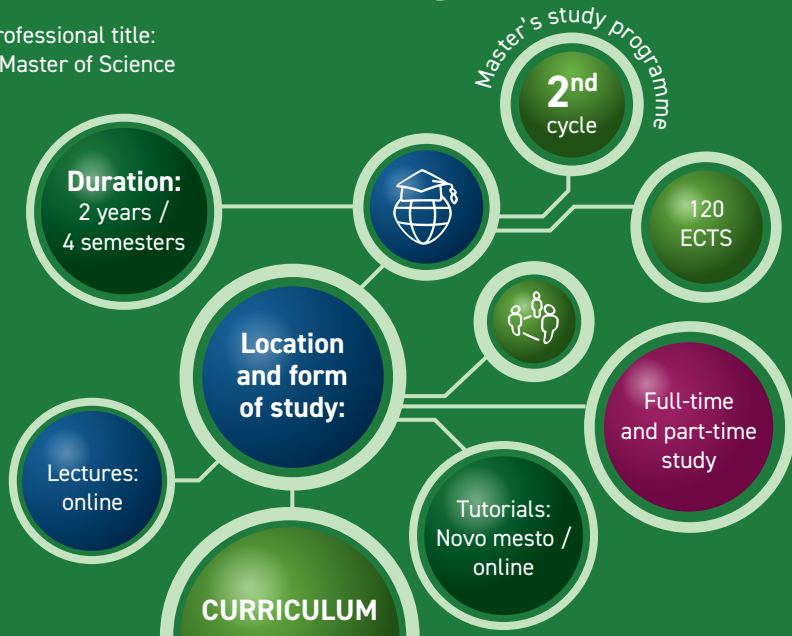 rofessional title:
Master of Science
Master's study programme
2nd
cycle
Duration:
2 years /
4 semesters
120
ECTS
Location
and form
of study:
Full-time
and part-time
study
Lectures:
online
Tutorials:
Novo mesto /
online
CURRICULUM